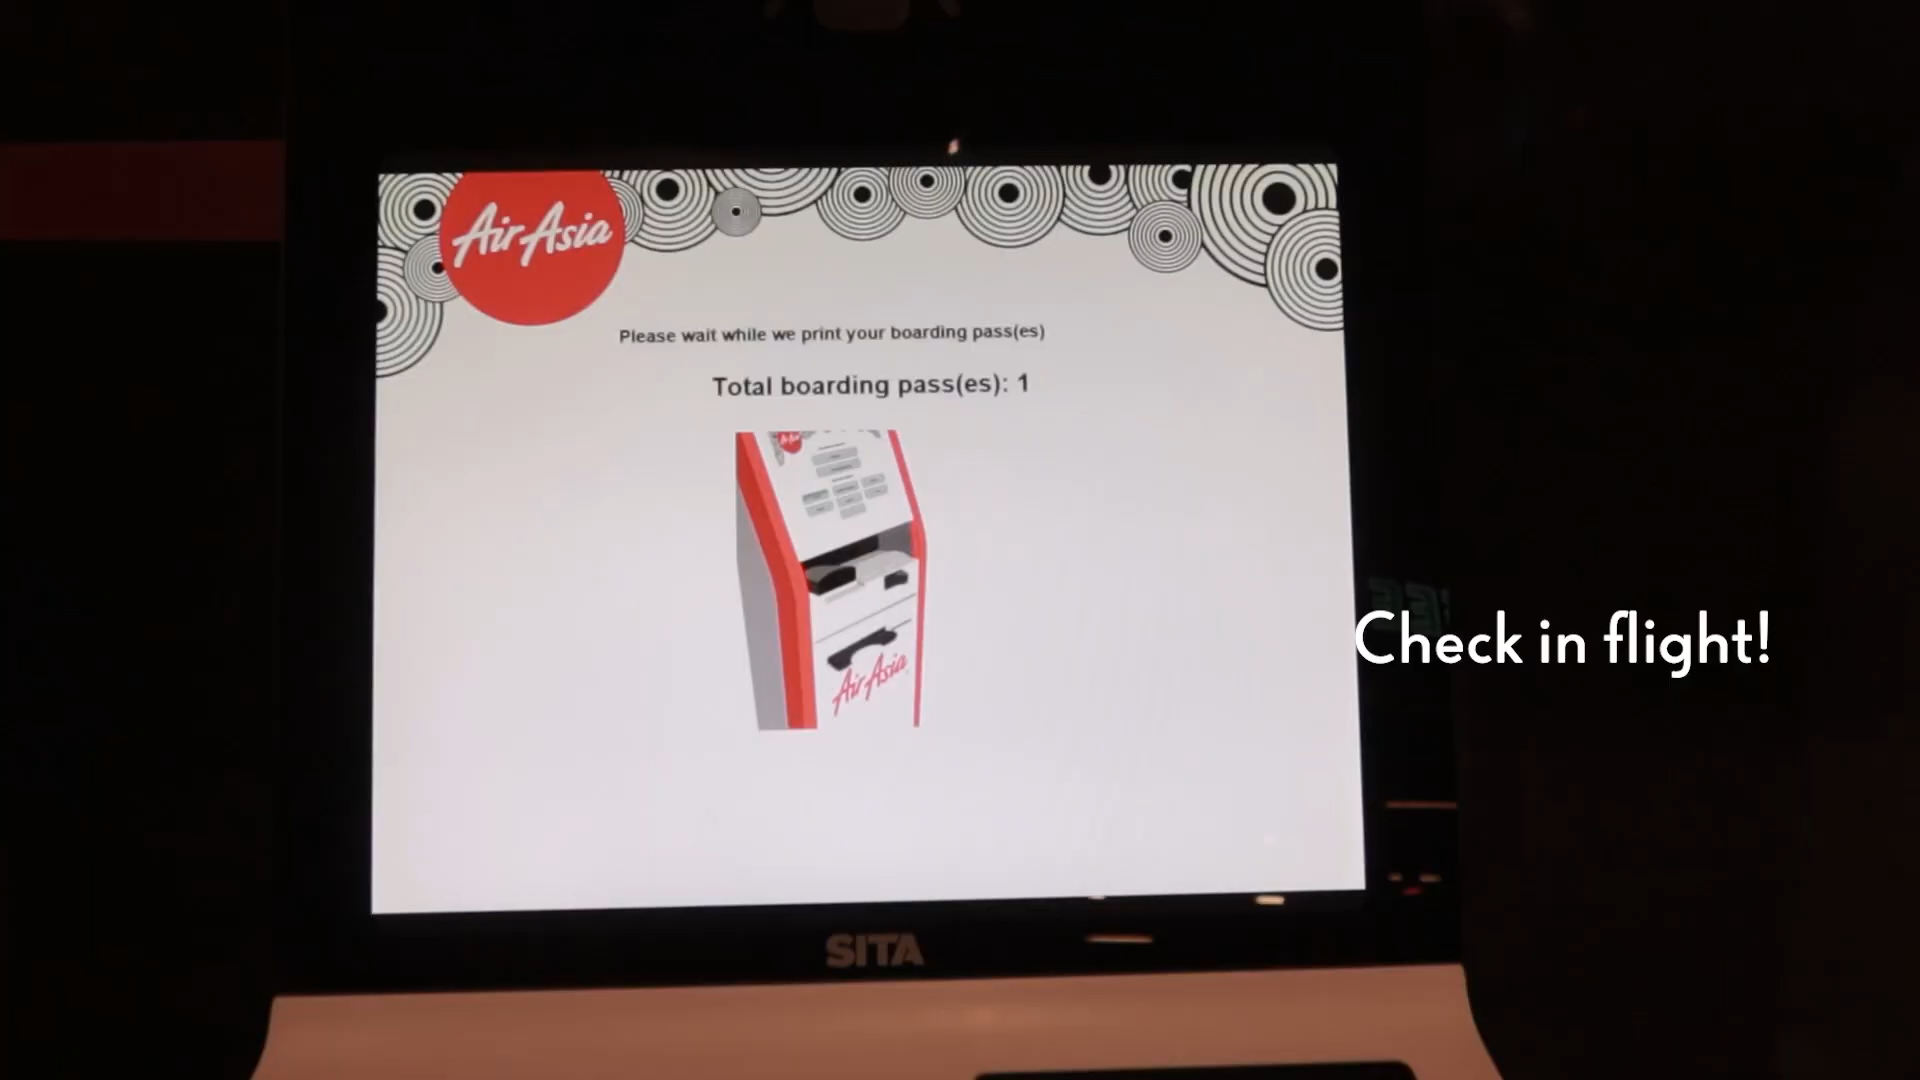 AirAsia
Please wait while we print your boarding pass(es)
Total boarding pass(es): 1
AirAsia
Check in flight!
SITA